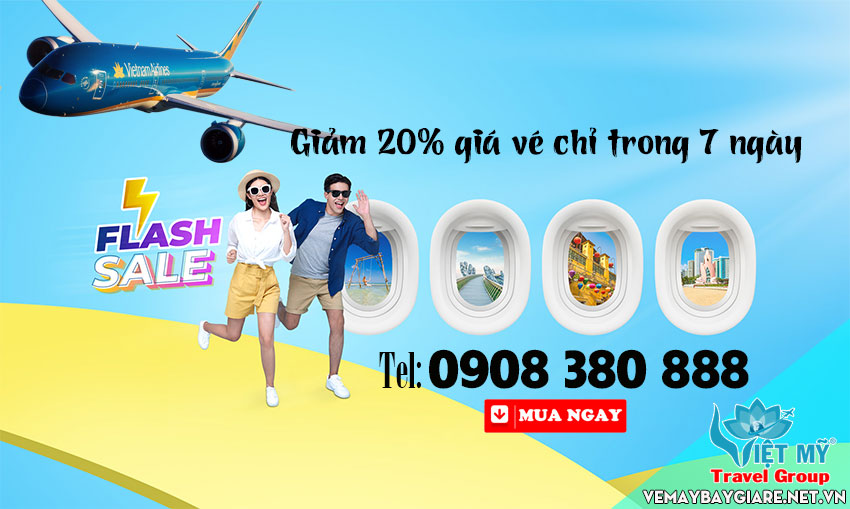 Vietnam Airlines
Giảm 20% giá vé chỉ trong 7 ngày
FLASH
SALE
Tel: 0908 380 888
MUA NGAY
VIỆT MỸ
Travel Group
VEMAYBAYGIARE.NET.VN